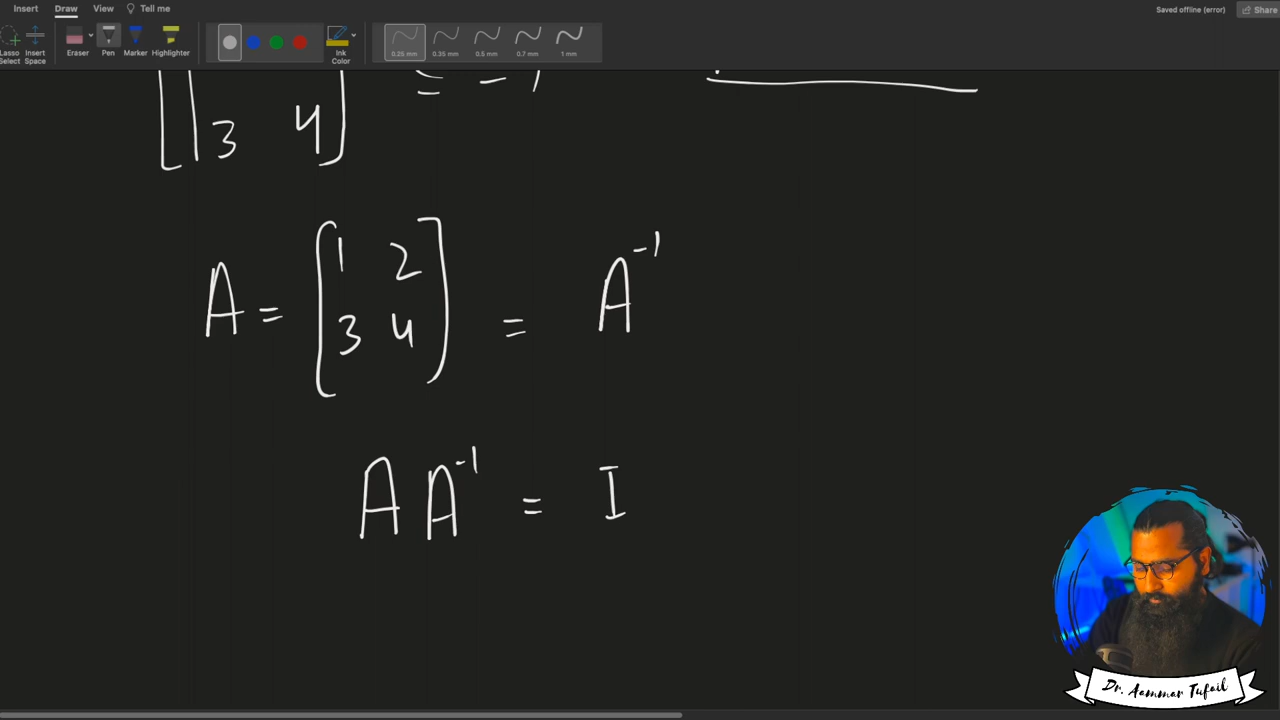 Insert Draw View Tell me Saved offline (error) Share
Lasso Select Insert Space Eraser Pen Marker Highlighter Ink Color 0.25 mm 0.35 mm 0.5 mm 0.7 mm 1 mm
3 4
A = [1 2
3 4] = A⁻¹
A A⁻¹ = I
Dr. Aammar Tufail